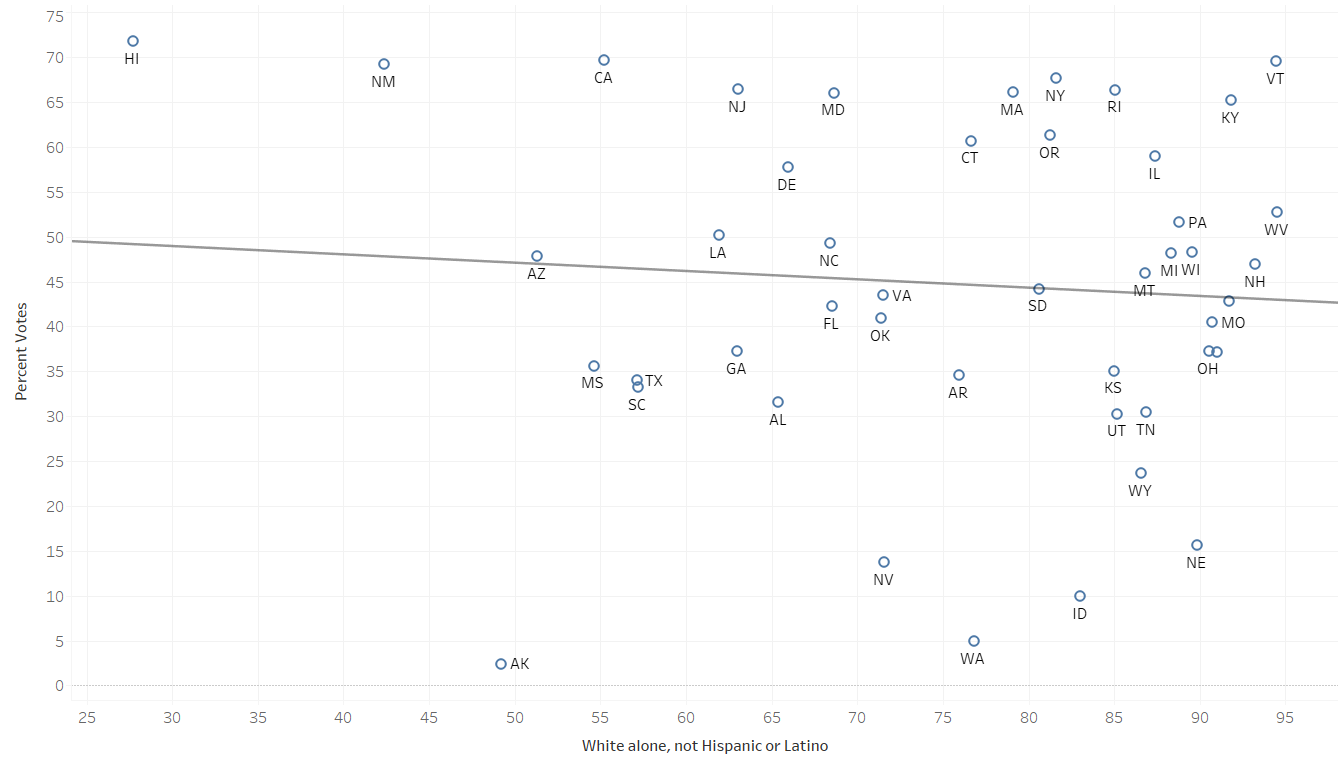 75
70
65
60
55
50
45
40
35
30
25
20
15
10
5
0
Percent Votes
HI
NM
CA
NJ
MD
MA
NY
RI
KY
VT
CT
OR
IL
DE
PA
WV
LA
NC
AZ
MI
WI
NH
MT
VA
SD
FL
OK
MO
GA
OH
MS
TX
SC
AR
KS
AL
UT
TN
WY
NE
NV
ID
WA
AK
25
30
35
40
45
50
55
60
65
70
75
80
85
90
95
White alone, not Hispanic or Latino